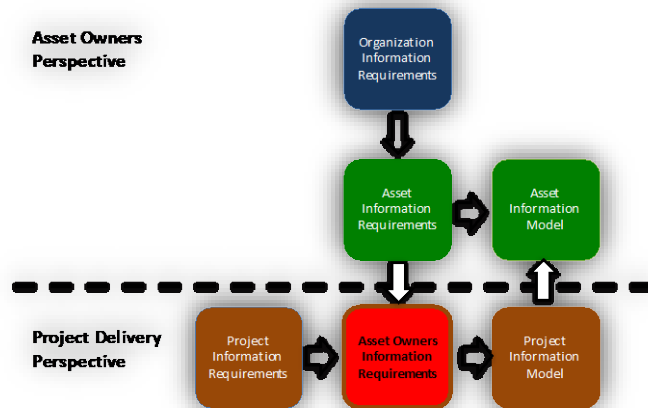 Asset Owners
Perspective
Organization
Information
Requirements
Asset
Information
Requirements
Asset
Information
Model
Project Delivery
Perspective
Project
Information
Requirements
Asset Owners
Information
Requirements
Project
Information
Model